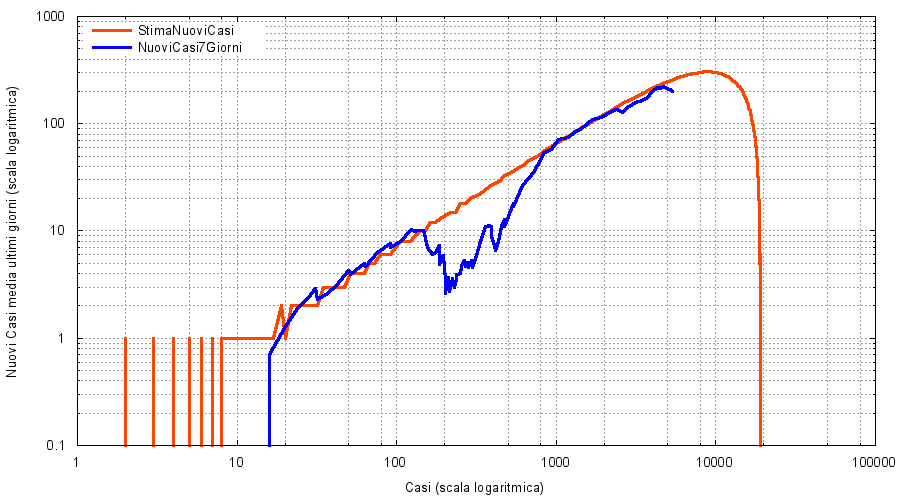 1000
StimaNuoviCasi
NuoviCasi7Giorni
100
10
1
0.1
Nuovi Casi media ultimi giorni (scala logaritmica)
1 10 100 1000 10000 100000
Casi (scala logaritmica)